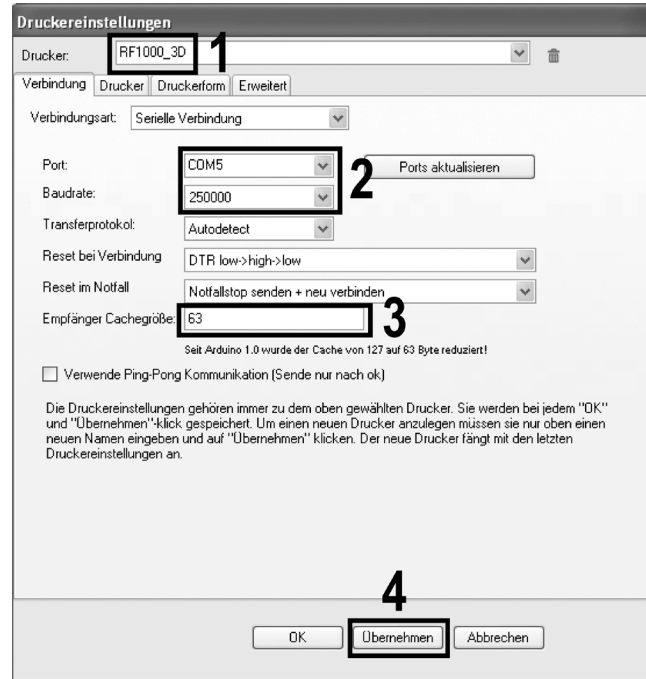 Druckereinstellungen
Drucker: RF1000_3D 1
Verbindung Drucker Druckerform Erweitert
Verbindungsart: Serielle Verbindung
Port: COM5 2 Ports aktualisieren
Baudrate: 250000
Transferprotokol: Autodetect
Reset bei Verbindung DTR low->high->low
Reset im Notfall Notfallstop senden + neu verbinden
Empfänger Cachegröße: 63 3
Seit Arduino 1.0 wurde der Cache von 127 auf 63 Byte reduziert!
Verwende Ping-Pong Kommunikation (Sende nur nach ok)
Die Druckereinstellungen gehören immer zu dem oben gewählten Drucker. Sie werden bei jedem "OK"
und "Übernehmen"-klick gespeichert. Um einen neuen Drucker anzulegen müssen sie nur oben einen
neuen Namen eingeben und auf "Übernehmen" klicken. Der neue Drucker fängt mit den letzten
Druckereinstellungen an.
4
OK Übernehmen Abbrechen